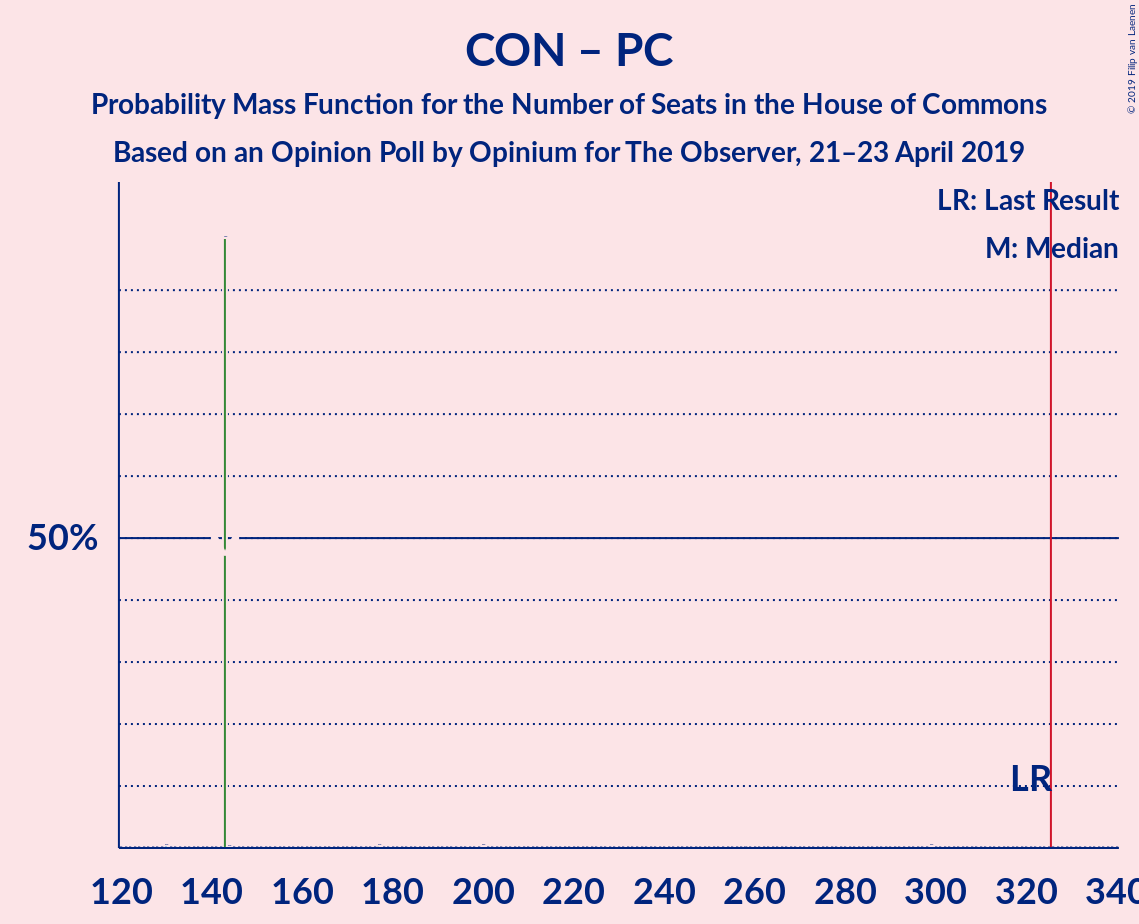 CON – PC
Probability Mass Function for the Number of Seats in the House of Commons
Based on an Opinion Poll by Opinium for The Observer, 21–23 April 2019
© 2019 Filip van Laenen
LR: Last Result
M: Median
50%
LR
120 140 160 180 200 220 240 260 280 300 320 340